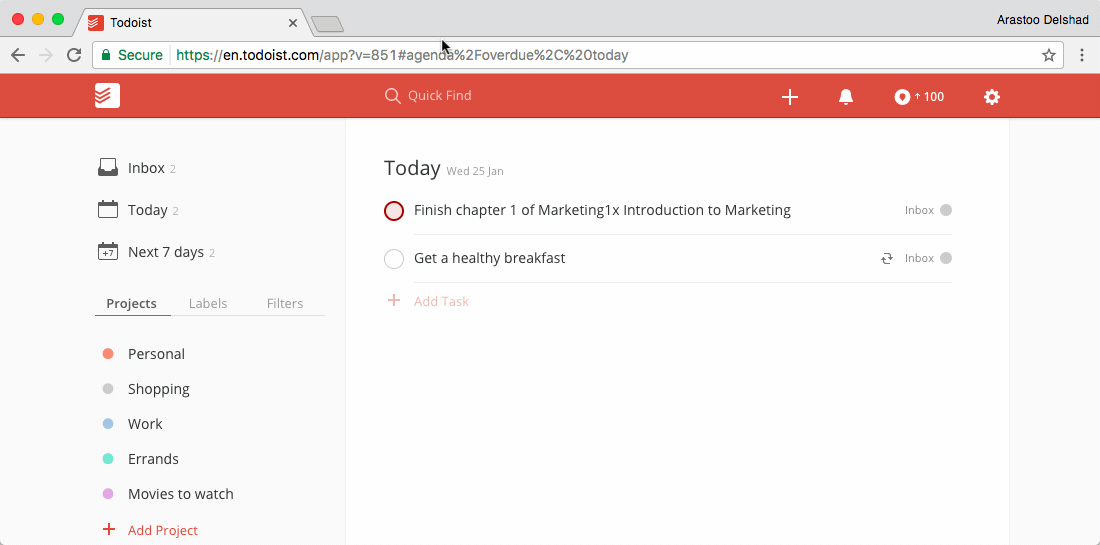 Todoist
Arastoo Delshad
Secure https://en.todoist.com/app?v=851#agenda%2Foverdue%2C%20today
Quick Find
100
Inbox 2
Today 2
+7 Next 7 days 2
Projects Labels Filters
Personal
Shopping
Work
Errands
Movies to watch
Add Project
Today Wed 25 Jan
Finish chapter 1 of Marketing1x Introduction to Marketing Inbox
Get a healthy breakfast Inbox
Add Task